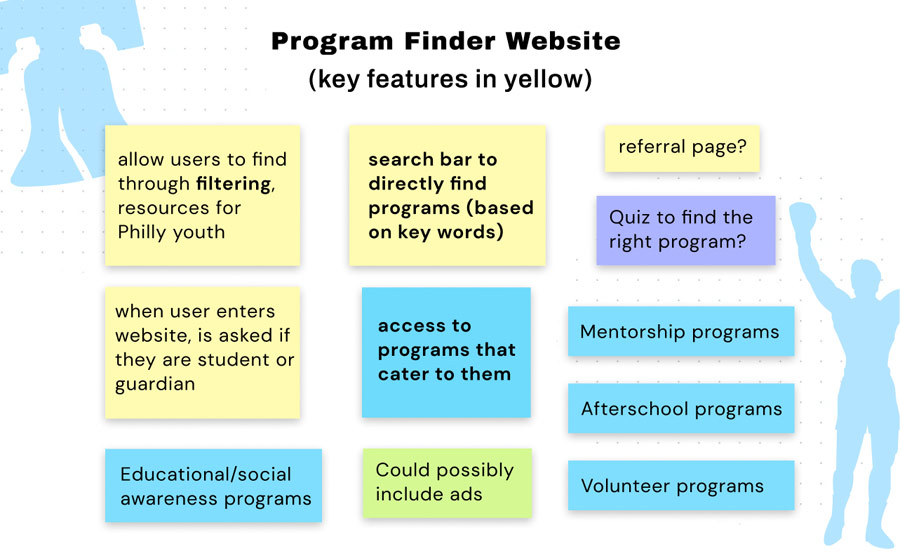 Program Finder Website
(key features in yellow)
allow users to find
through filtering,
resources for
Philly youth
search bar to
directly find
programs (based
on key words)
referral page?
Quiz to find the
right program?
when user enters
website, is asked if
they are student or
guardian
access to
programs that
cater to them
Mentorship programs
Afterschool programs
Educational/social
awareness programs
Could possibly
include ads
Volunteer programs